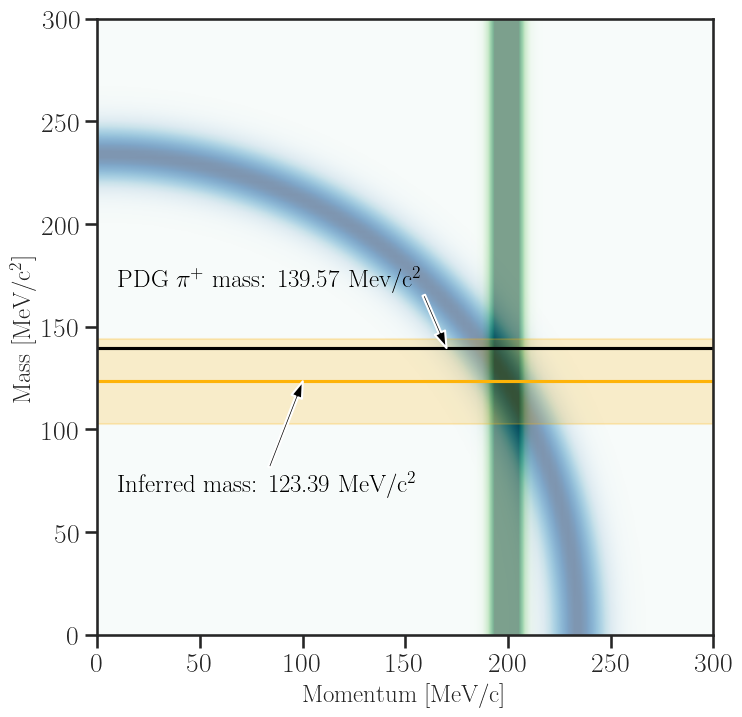 300
250
200
150
100
50
0
Mass [MeV/c²]
PDG π⁺ mass: 139.57 Mev/c²
Inferred mass: 123.39 MeV/c²
0 50 100 150 200 250 300
Momentum [MeV/c]